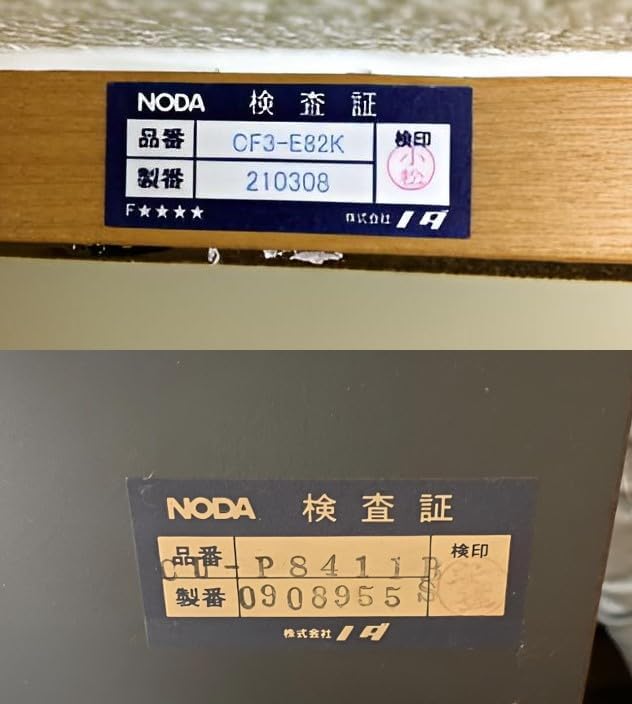 NODA 検査証
品番 CF3-E82K 検印
製番 210308 小松
F★★★★ 株式会社ノダ
NODA 検査証
品番 CU-P8411B 検印
製番 0908955S
株式会社ノダ